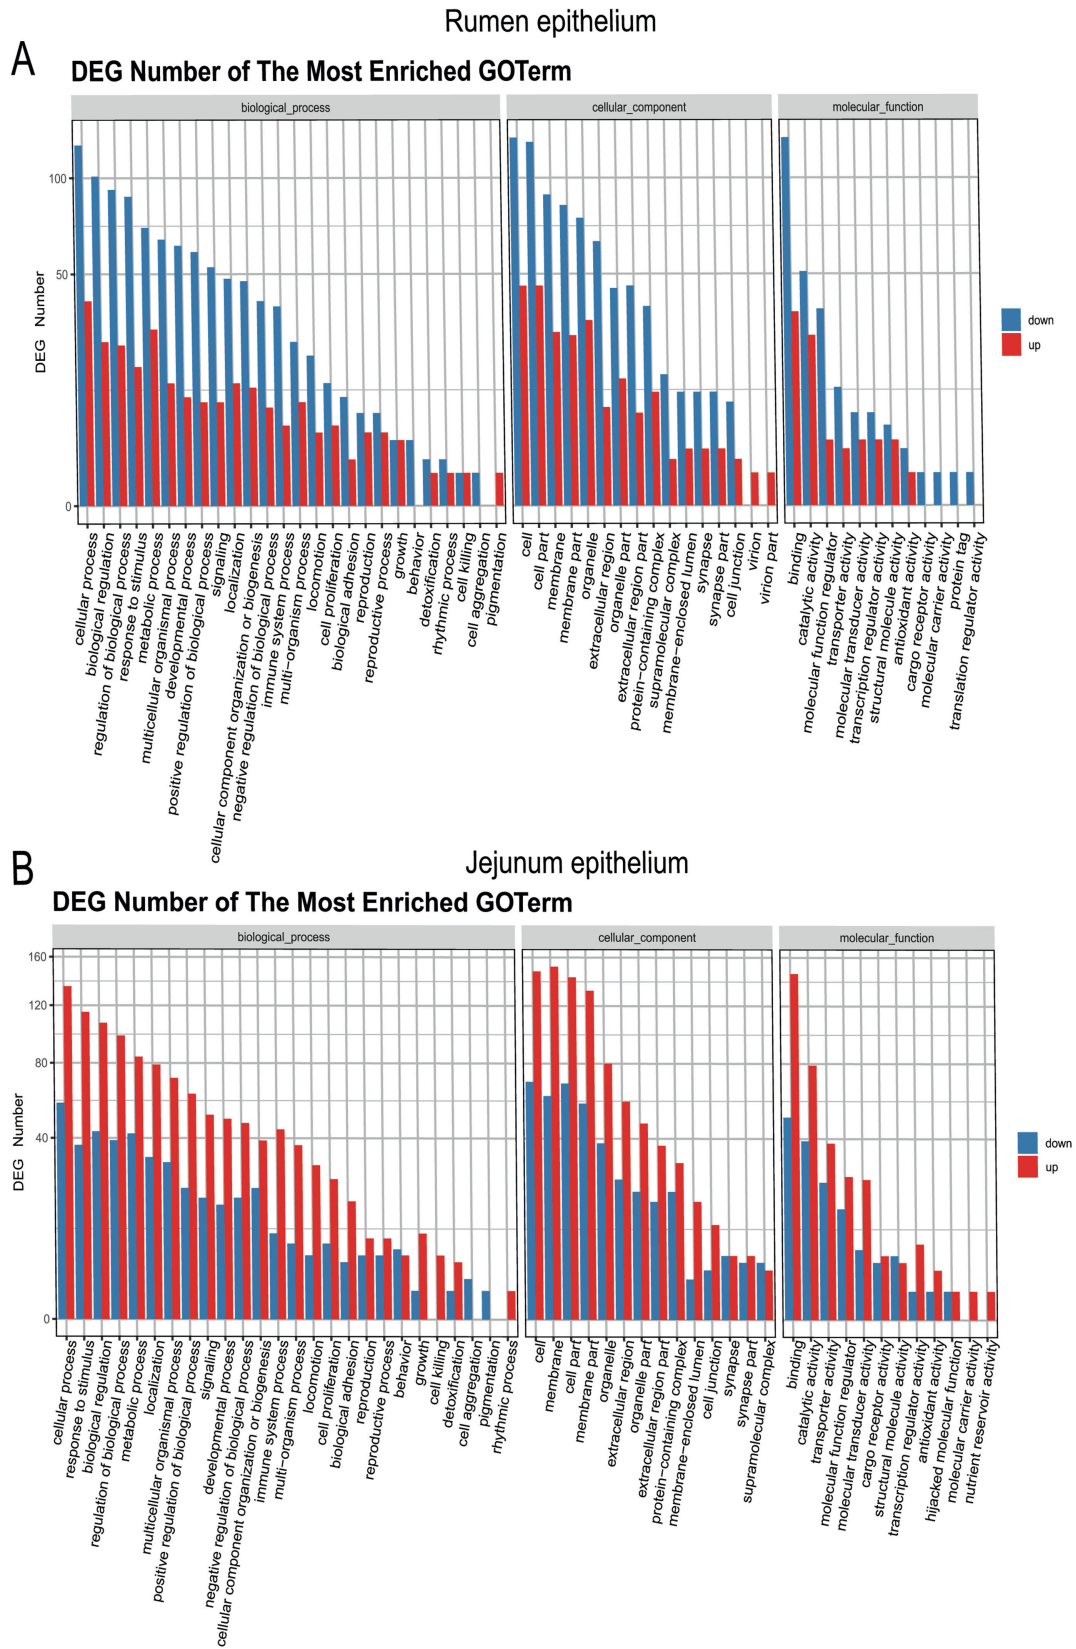 Rumen epithelium
A
DEG Number of The Most Enriched GOTerm
biological_process
cellular_component
molecular_function
100
50
0
DEG Number
down
up
cellular process
biological regulation
regulation of biological process
response to stimulus
metabolic process
multicellular organismal process
developmental process
positive regulation of biological process
signaling
localization
cellular component organization or biogenesis
negative regulation of biological process
immune system process
multi−organism process
locomotion
cell proliferation
biological adhesion
reproduction
reproductive process
growth
behavior
detoxification
rhythmic process
cell killing
cell aggregation
pigmentation
cell
cell part
membrane
membrane part
organelle
extracellular region
organelle part
extracellular region part
protein−containing complex
supramolecular complex
membrane−enclosed lumen
synapse
synapse part
cell junction
virion
virion part
binding
catalytic activity
molecular function regulator
transporter activity
molecular transducer activity
transcription regulator activity
structural molecule activity
antioxidant activity
cargo receptor activity
molecular carrier activity
protein tag
translation regulator activity
Jejunum epithelium
B
DEG Number of The Most Enriched GOTerm
biological_process
cellular_component
molecular_function
160
120
80
40
0
DEG Number
down
up
cellular process
response to stimulus
biological regulation
regulation of biological process
metabolic process
localization
multicellular organismal process
positive regulation of biological process
signaling
developmental process
negative regulation of biological process
cellular component organization or biogenesis
immune system process
multi−organism process
locomotion
cell proliferation
biological adhesion
reproduction
reproductive process
behavior
growth
cell killing
detoxification
cell aggregation
pigmentation
rhythmic process
cell
membrane
cell part
membrane part
organelle
extracellular region
organelle part
extracellular region part
protein−containing complex
membrane−enclosed lumen
cell junction
synapse
synapse part
supramolecular complex
binding
catalytic activity
transporter activity
molecular function regulator
molecular transducer activity
cargo receptor activity
structural molecule activity
transcription regulator activity
antioxidant activity
hijacked molecular function
molecular carrier activity
nutrient reservoir activity